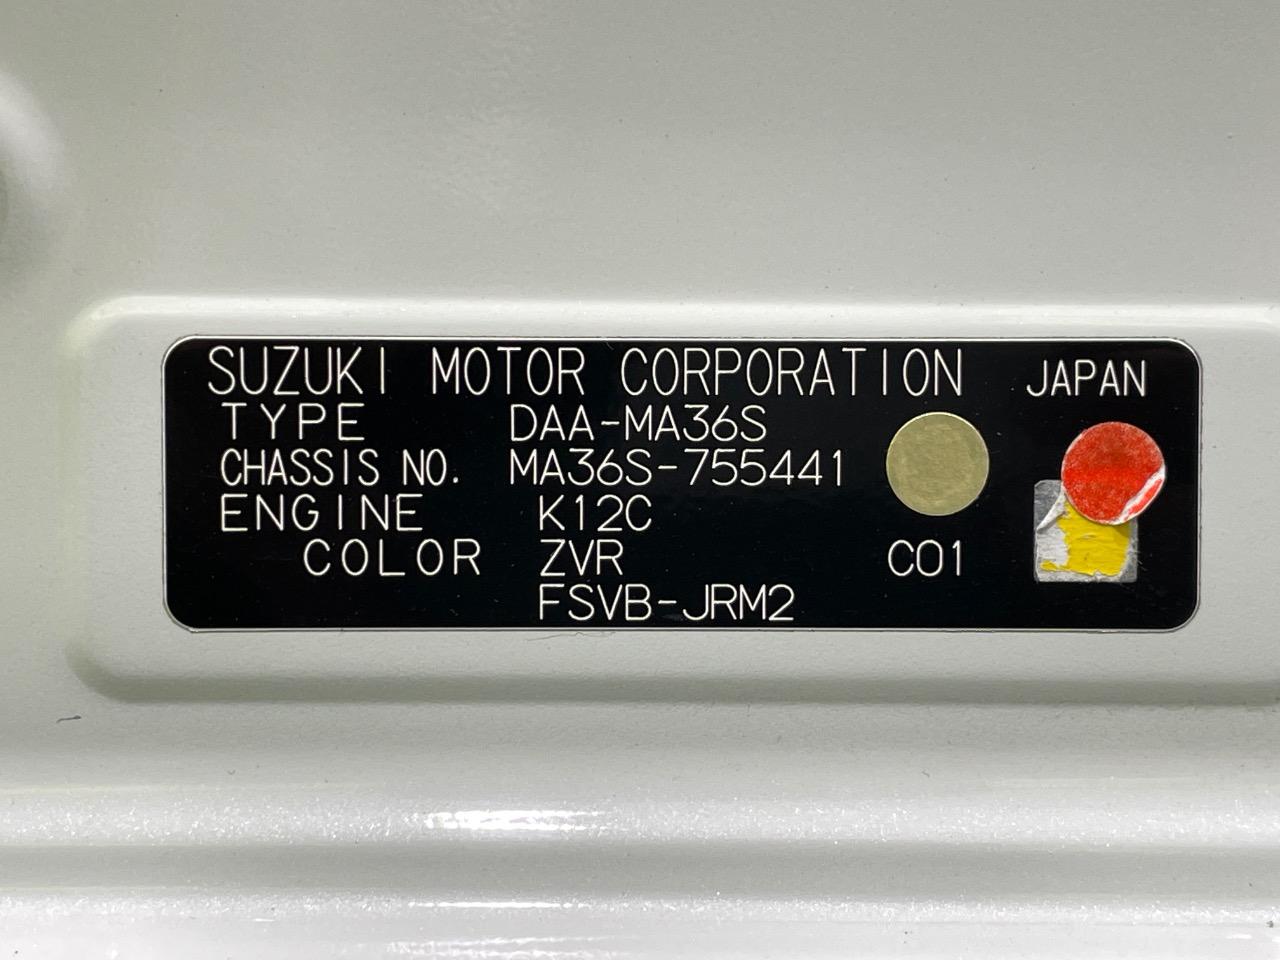 SUZUKI MOTOR CORPORATION JAPAN
TYPE DAA-MA36S
CHASSIS NO. MA36S-755441
ENGINE K12C
COLOR ZVR C01
FSVB-JRM2